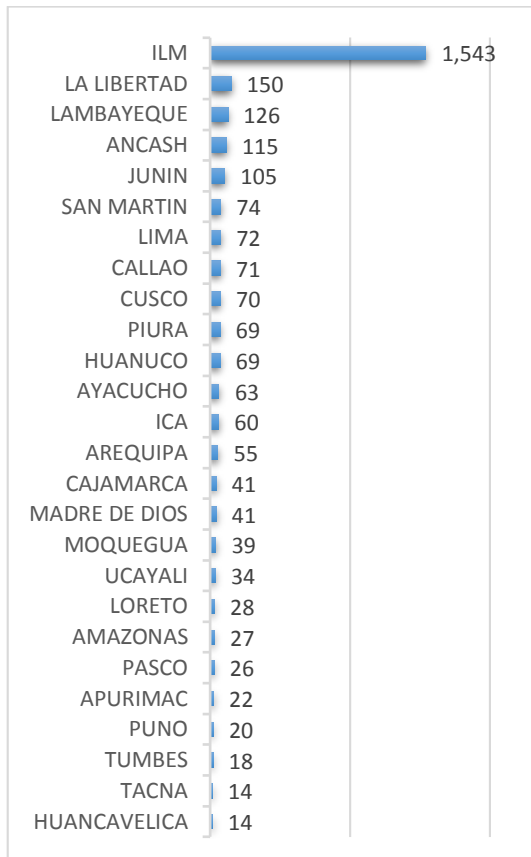 ILM 1,543
LA LIBERTAD 150
LAMBAYEQUE 126
ANCASH 115
JUNIN 105
SAN MARTIN 74
LIMA 72
CALLAO 71
CUSCO 70
PIURA 69
HUANUCO 69
AYACUCHO 63
ICA 60
AREQUIPA 55
CAJAMARCA 41
MADRE DE DIOS 41
MOQUEGUA 39
UCAYALI 34
LORETO 28
AMAZONAS 27
PASCO 26
APURIMAC 22
PUNO 20
TUMBES 18
TACNA 14
HUANCAVELICA 14